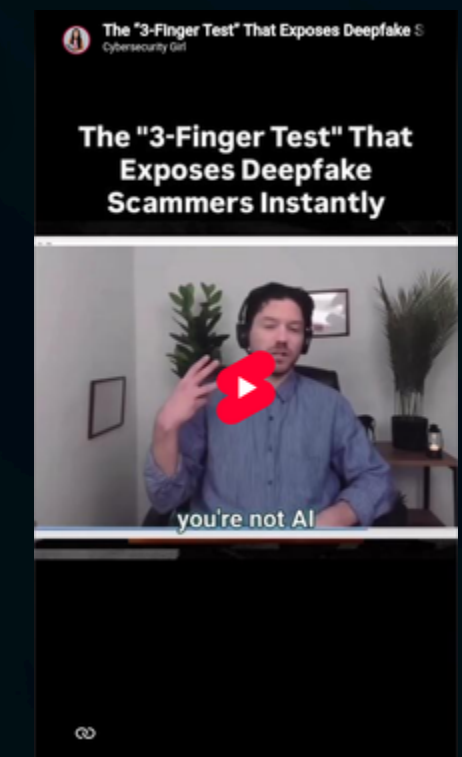 The "3-Finger Test" That Exposes Deepfake S
Cybersecurity Girl
The "3-Finger Test" That
Exposes Deepfake
Scammers Instantly
you're not AI